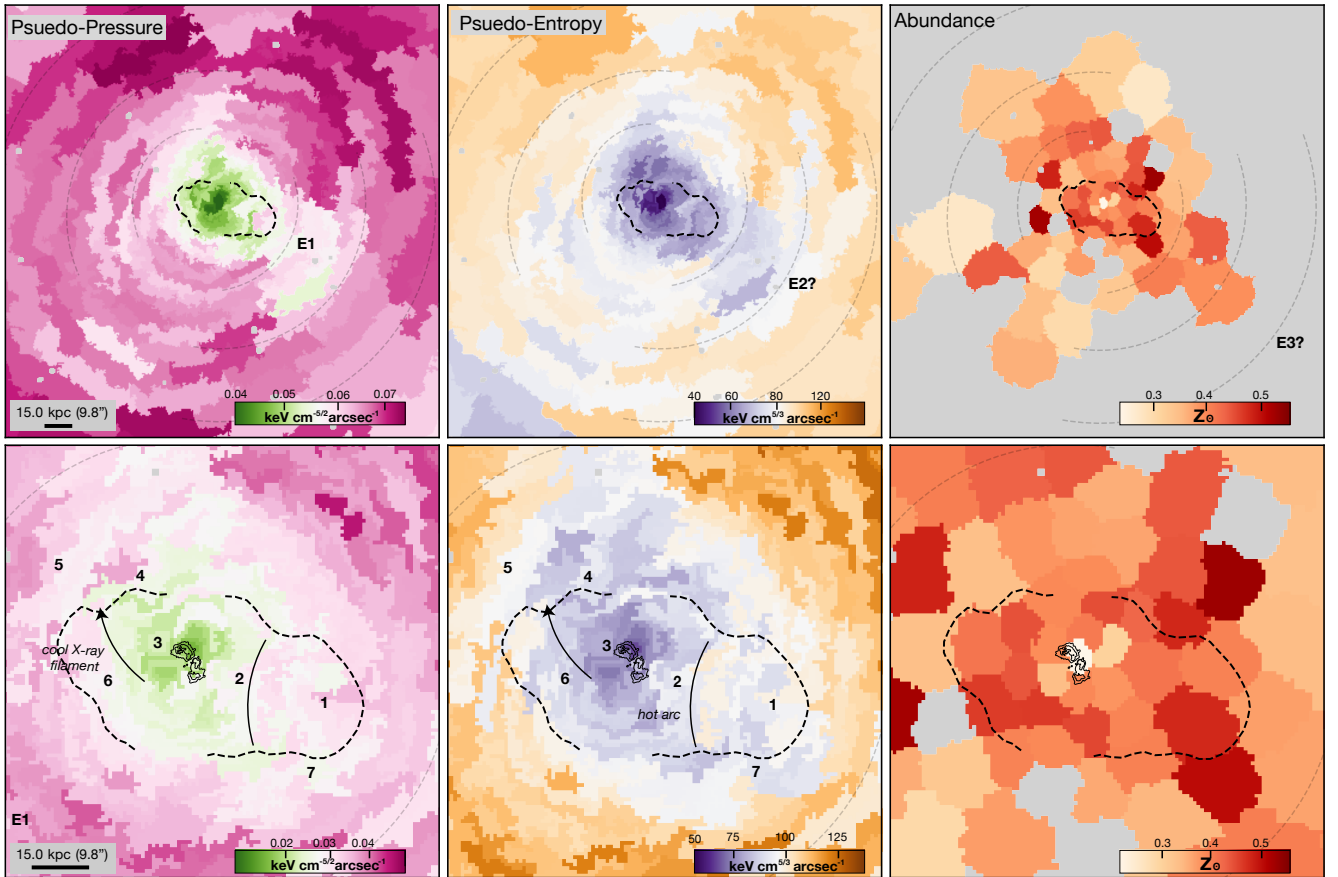 Psuedo-Pressure
E1
0.04 0.05 0.06 0.07
keV cm-5/2 arcsec-1
15.0 kpc (9.8”)
Psuedo-Entropy
E2?
40 60 80 120
keV cm5/3 arcsec-1
Abundance
E3?
0.3 0.4 0.5
Z⊙
5
4
3
cool X-ray
filament
6
2
1
7
E1
0.02 0.03 0.04
keV cm-5/2 arcsec-1
15.0 kpc (9.8”)
5
4
3
6
2
1
hot arc
7
50 75 100 125
keV cm5/3 arcsec-1
0.3 0.4 0.5
Z⊙